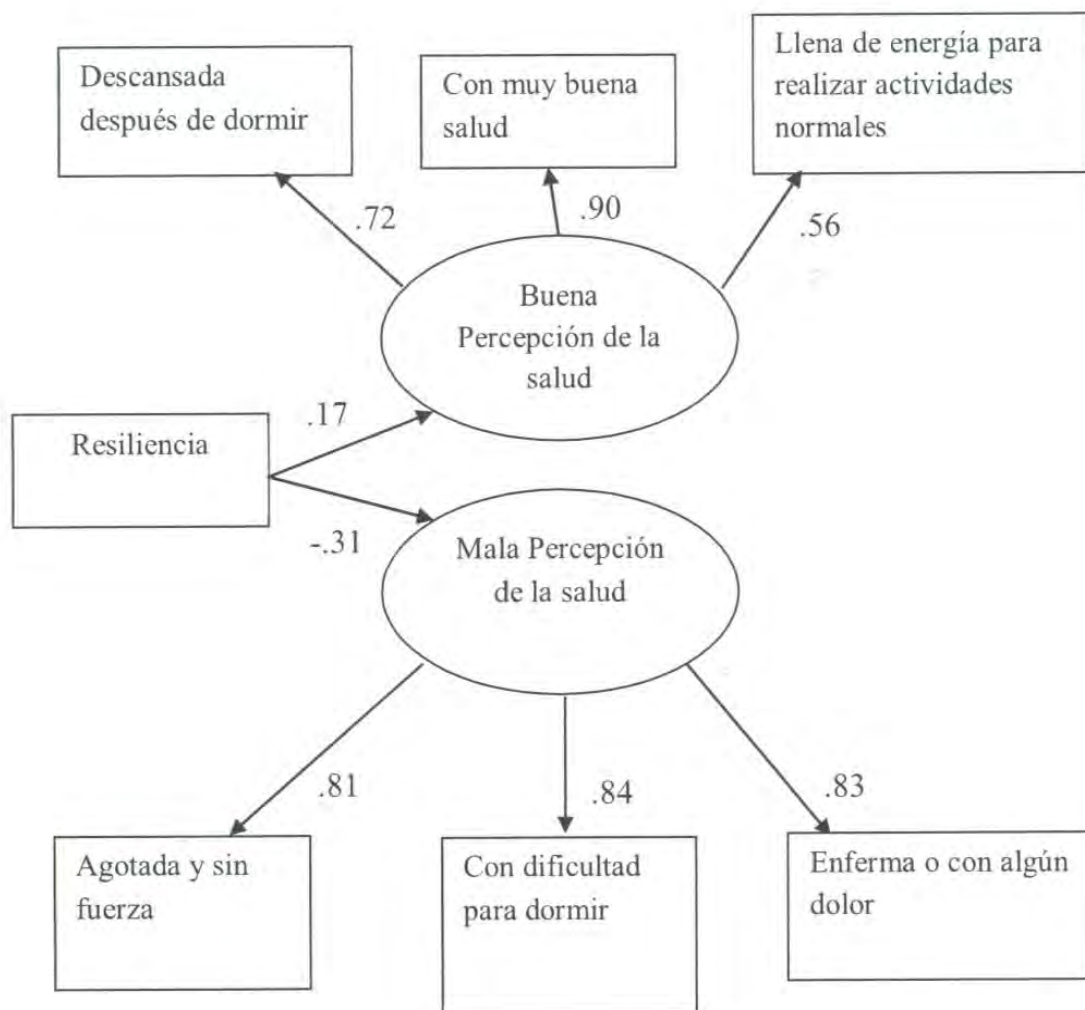 Descansada
después de dormir
Con muy buena
salud
Llena de energía para
realizar actividades
normales
.72
.90
.56
Buena
Percepción de la
salud
.17
Resiliencia
-.31
Mala Percepción
de la salud
.81
.84
.83
Agotada y sin
fuerza
Con dificultad
para dormir
Enferma o con algún
dolor